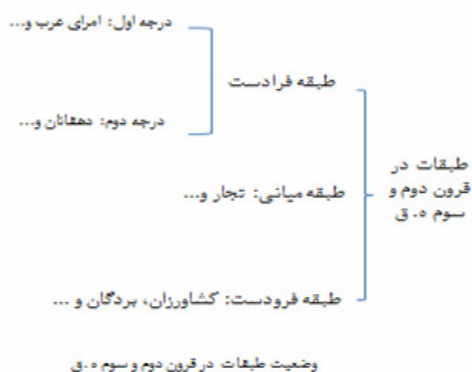 درجه اول: امرای عرب و...
طبقه فرادست
درجه دوم: دهقانان و...
طبقات در
قرون دوم و
سوم ه.ق
طبقه میانی: تجار و...
طبقه فرودست: کشاورزان، بردگان و ...
وضعیت طبقات در قرون دوم و سوم ه.ق